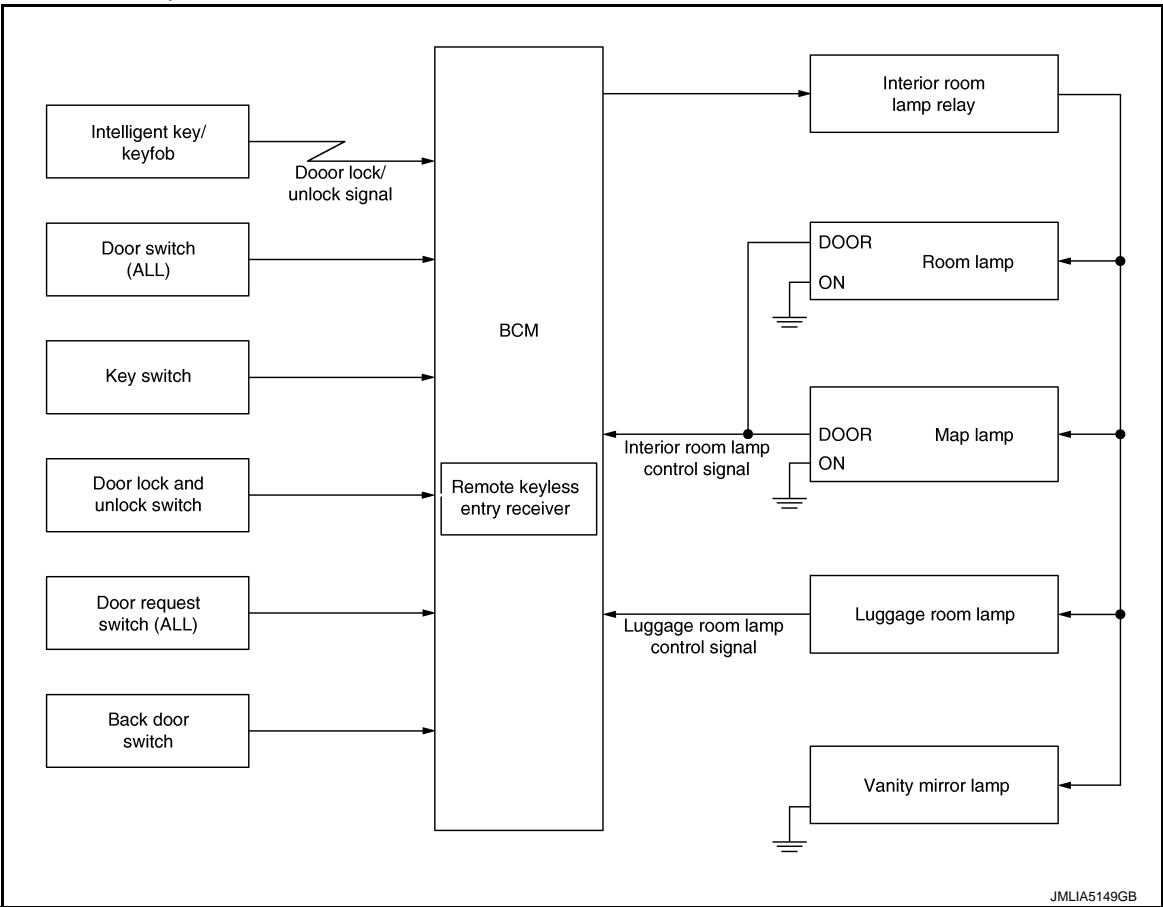 Intelligent key/
keyfob
Dooor lock/
unlock signal
Door switch
(ALL)
Key switch
Door lock and
unlock switch
Door request
switch (ALL)
Back door
switch
BCM
Remote keyless
entry receiver
Interior room
lamp relay
DOOR
ON
Room lamp
DOOR
ON
Map lamp
Interior room lamp
control signal
Luggage room lamp
Luggage room lamp
control signal
Vanity mirror lamp
JMLIA5149GB